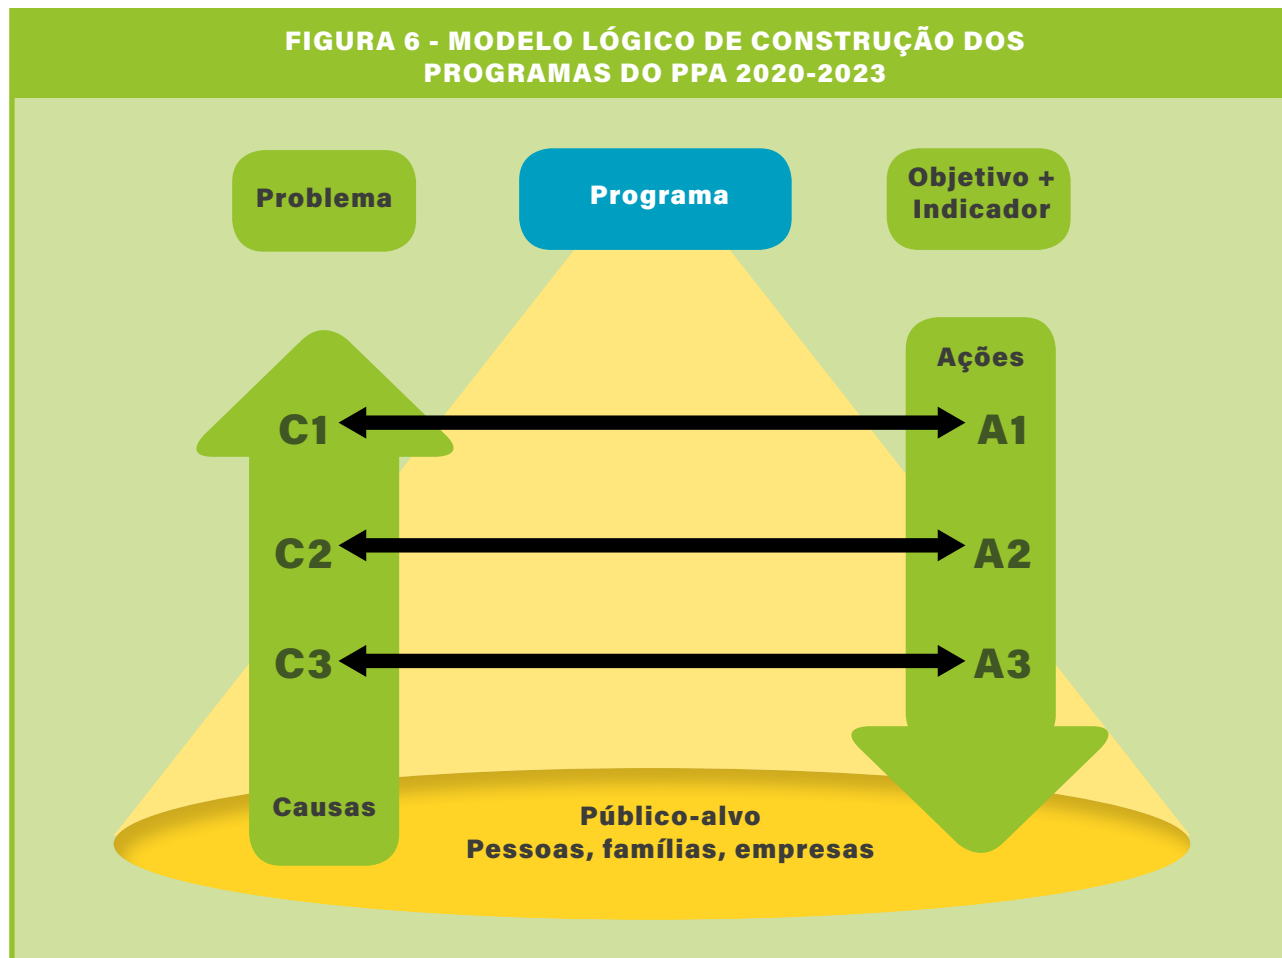 FIGURA 6 - MODELO LÓGICO DE CONSTRUÇÃO DOS
PROGRAMAS DO PPA 2020-2023
Problema
Programa
Objetivo +
Indicador
Ações
C1
A1
C2
A2
C3
A3
Causas
Público-alvo
Pessoas, famílias, empresas